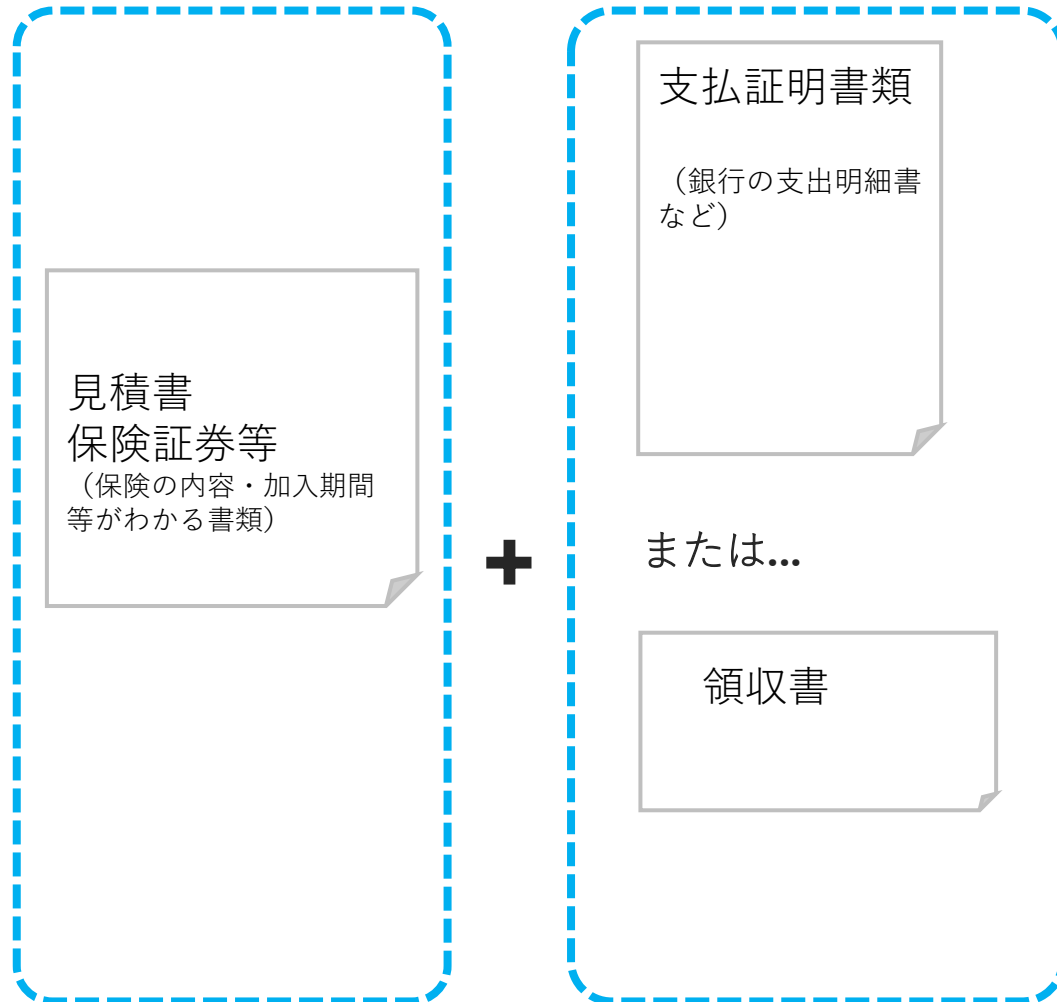 見積書
保険証券等
（保険の内容・加入期間
等がわかる書類）
+
支払証明書類
（銀行の支出明細書
など）
または...
領収書